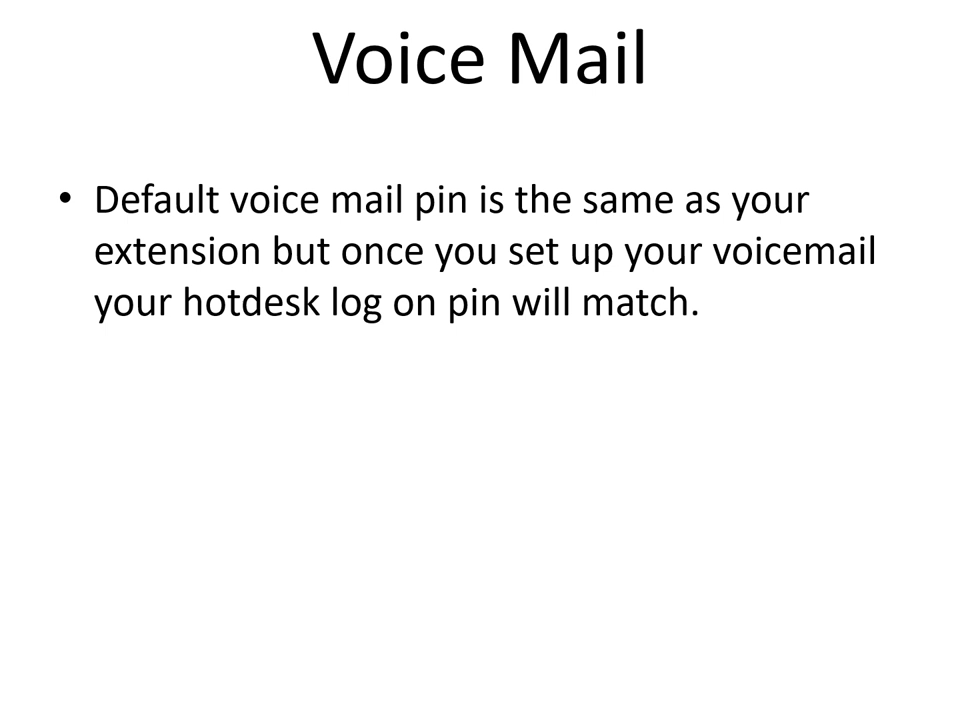 Voice Mail
• Default voice mail pin is the same as your
extension but once you set up your voicemail
your hotdesk log on pin will match.